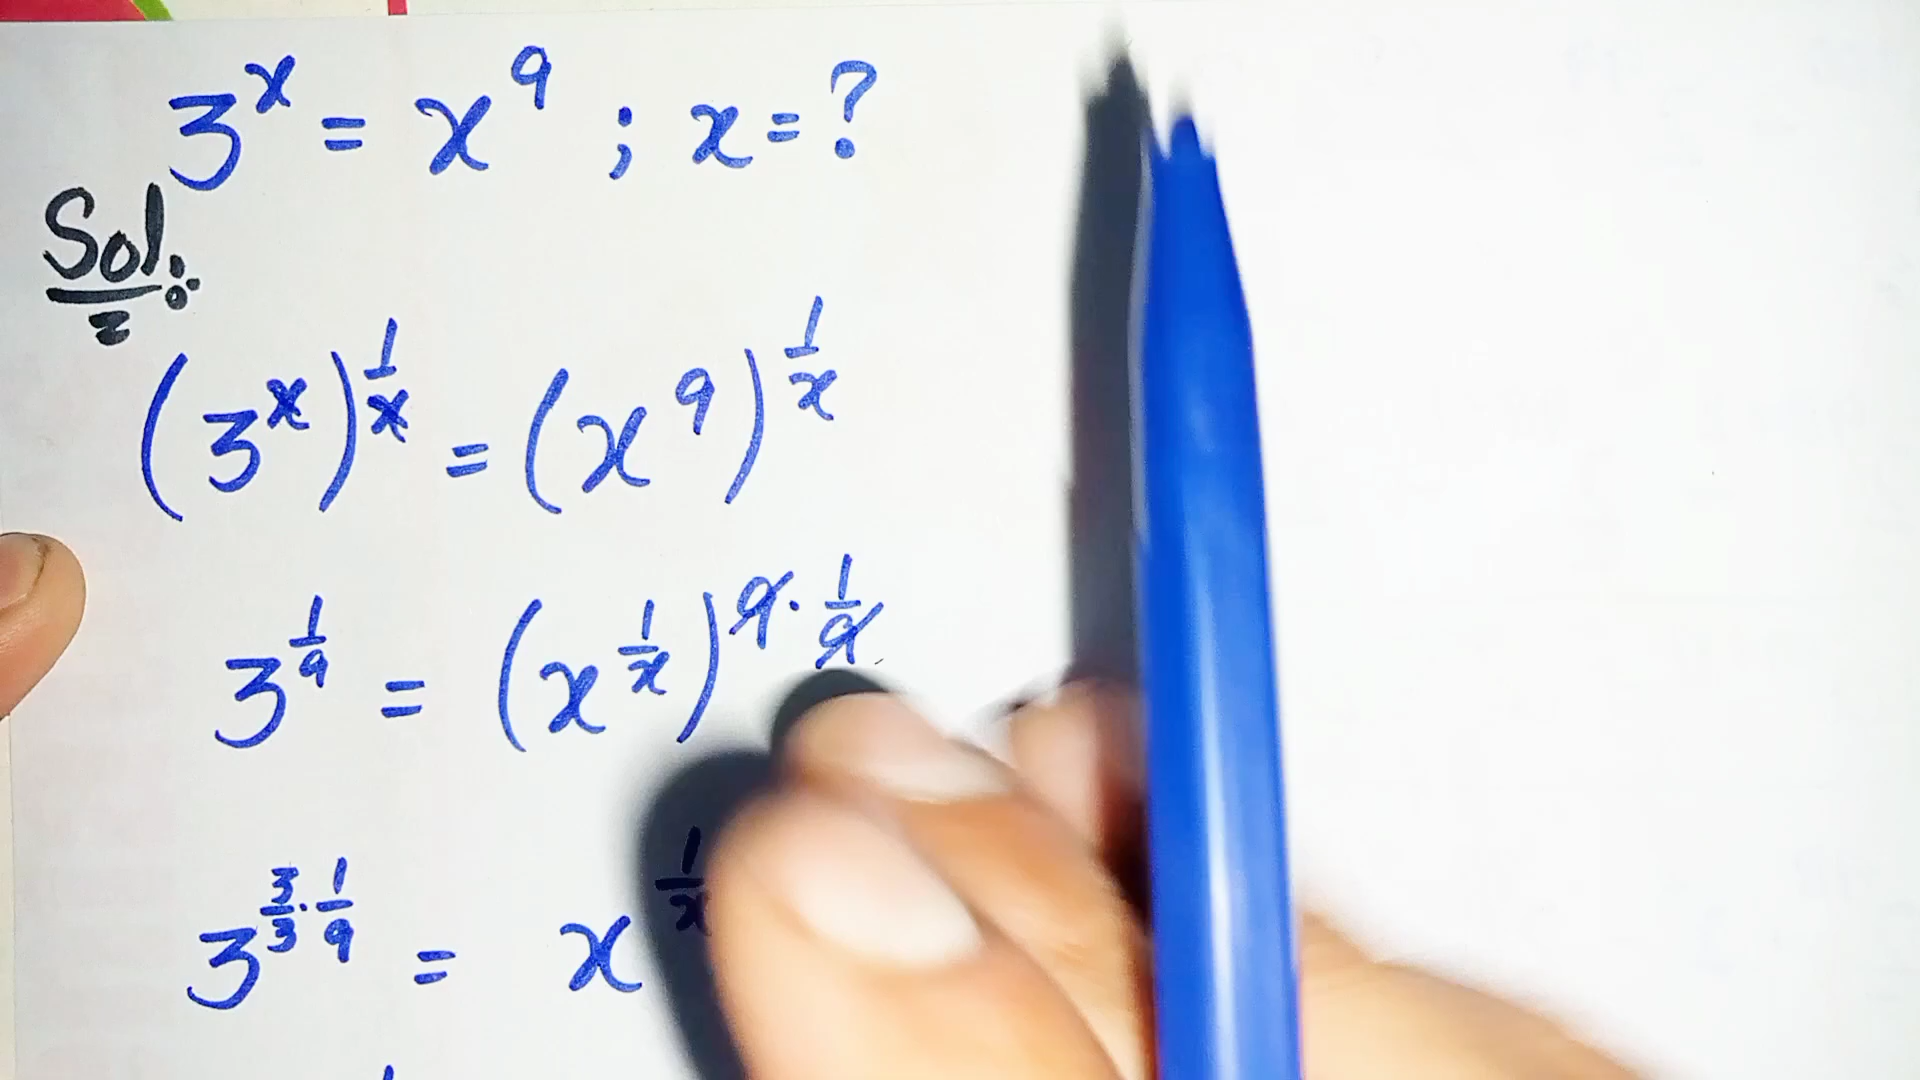 3^x = x^9 ; x = ?
Sol:
(3^x)^(1/x) = (x^9)^(1/x)
3^(1/9) = (x^(1/x))^(9·1/9)
3^(3/3·1/9) = x^(1/x)